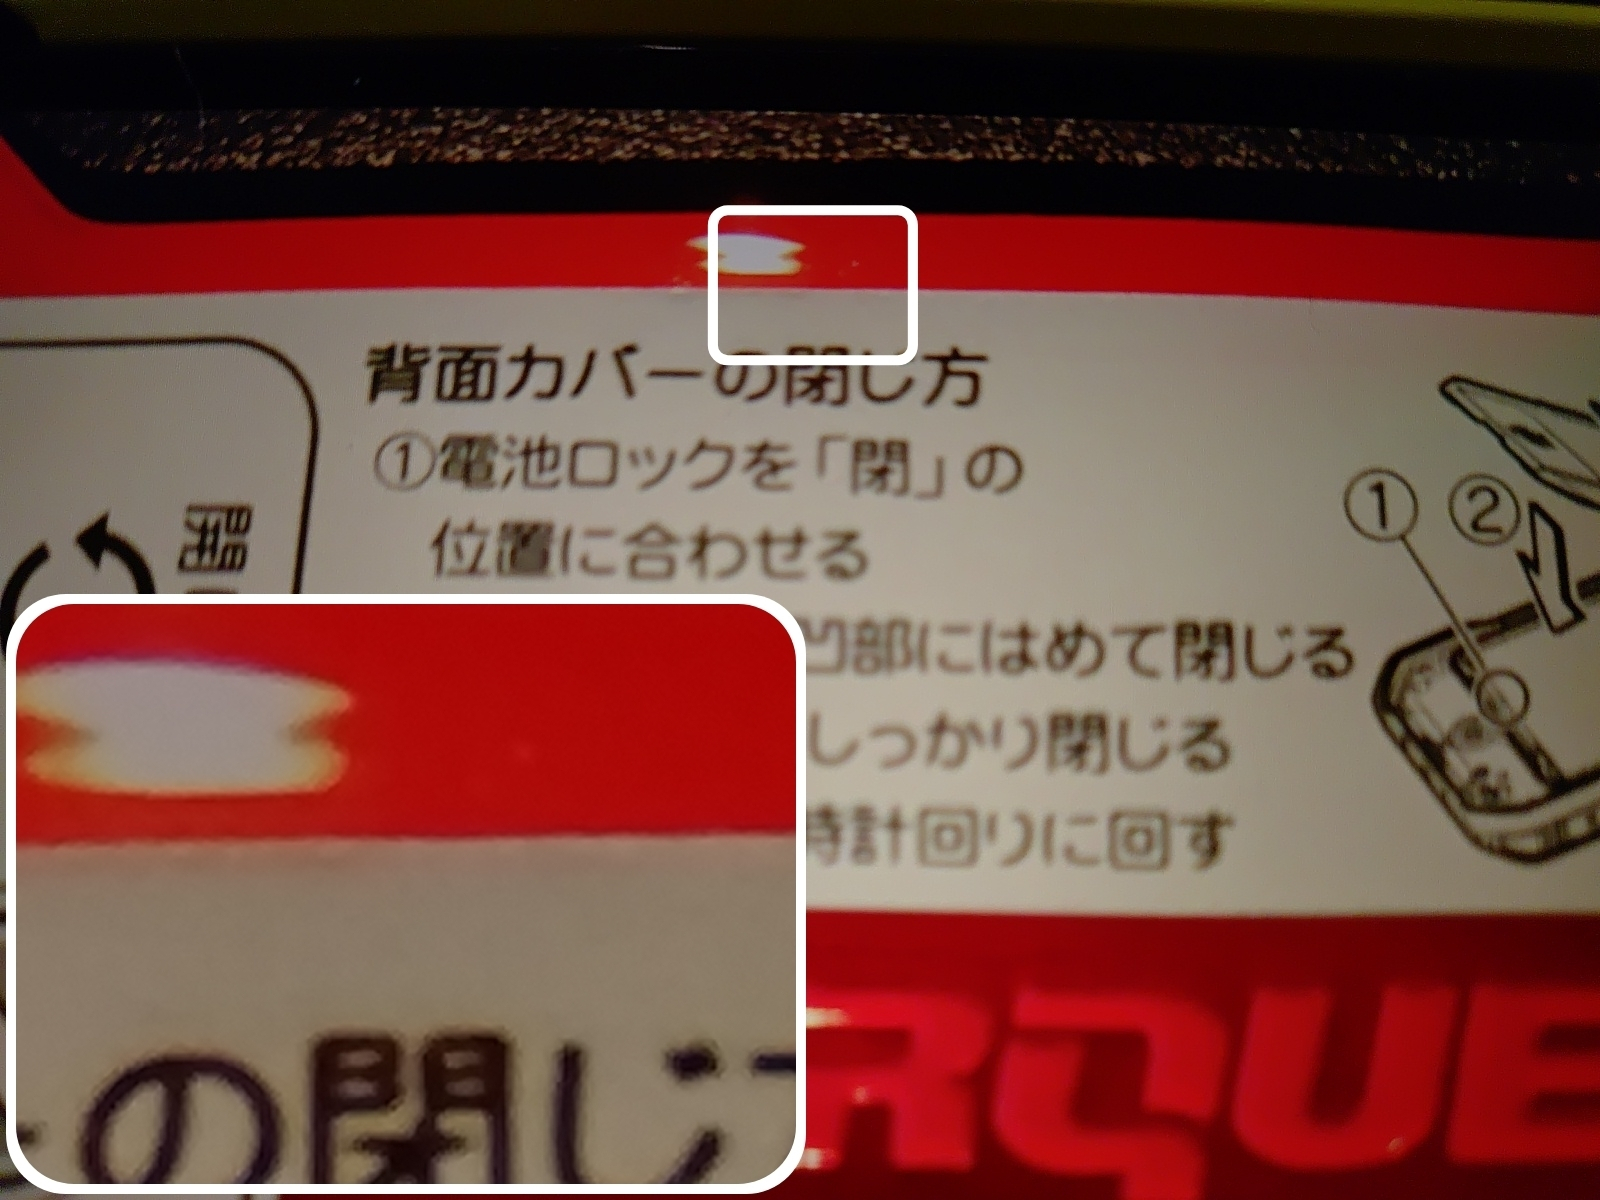 背面カバーの閉じ方
①電池ロックを「閉」の
位置に合わせる
凹部にはめて閉じる
しっかり閉じる
時計回りに回す
① ②
開
RQUE
の閉じ